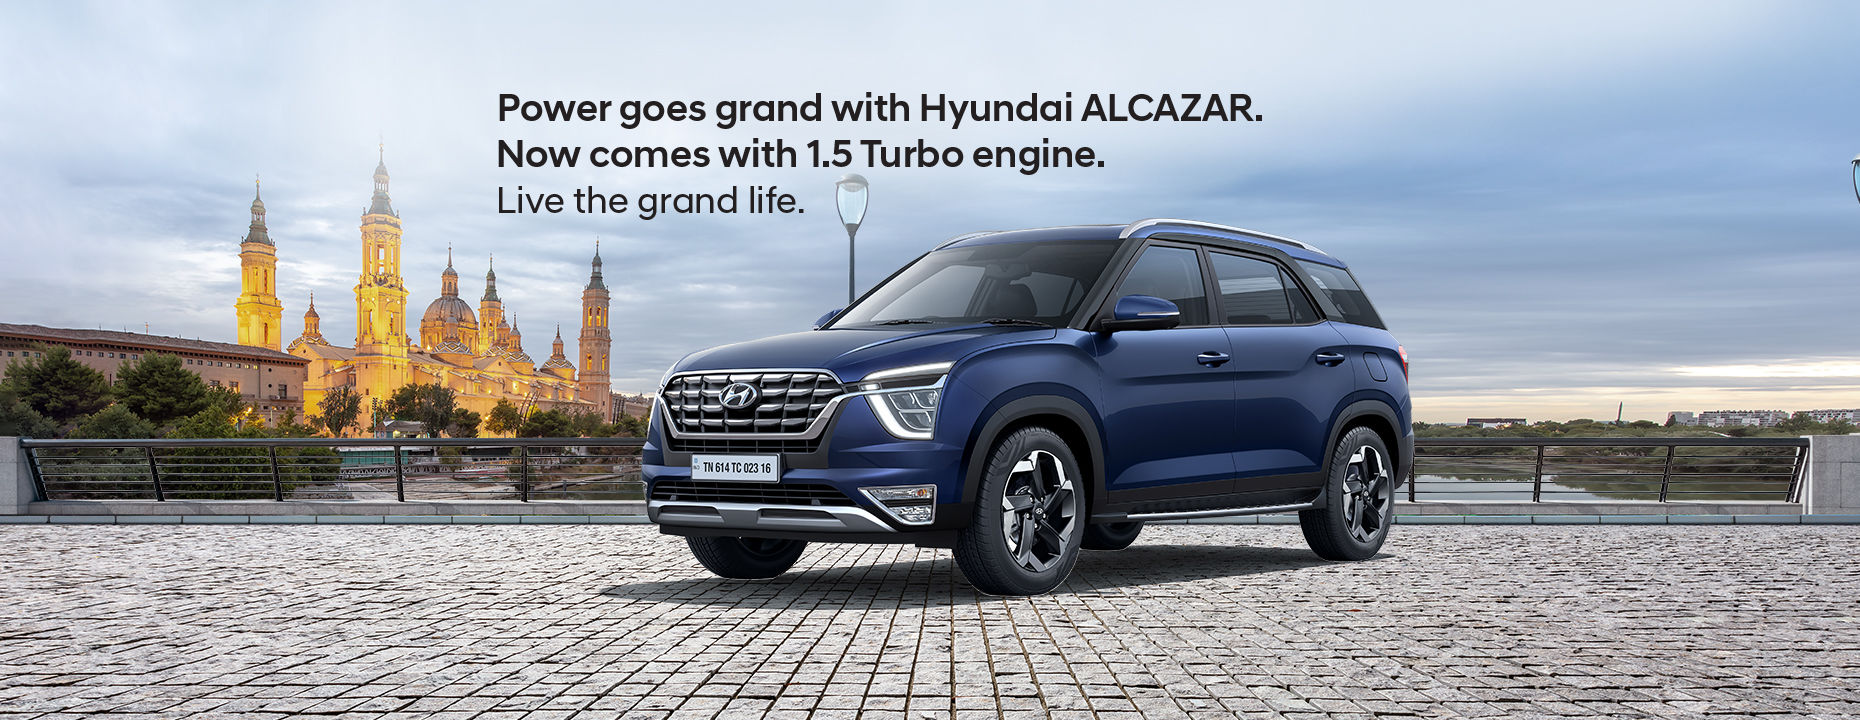 Power goes grand with Hyundai ALCAZAR.
Now comes with 1.5 Turbo engine.
Live the grand life.
TN 614 TC 023 16